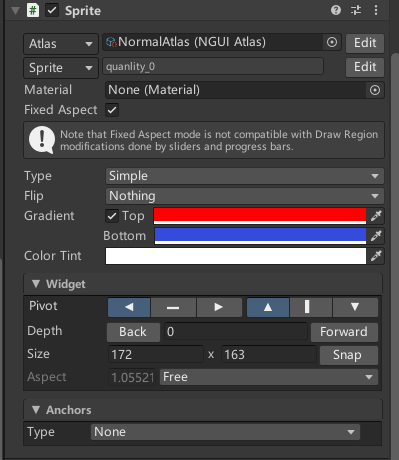 Sprite
Atlas NormalAtlas (NGUI Atlas) Edit
Sprite quanlity_0 Edit
Material None (Material)
Fixed Aspect
Note that Fixed Aspect mode is not compatible with Draw Region
modifications done by sliders and progress bars.
Type Simple
Flip Nothing
Gradient Top
Bottom
Color Tint
Widget
Pivot
Depth Back 0 Forward
Size 172 x 163 Snap
Aspect 1.05521 Free
Anchors
Type None